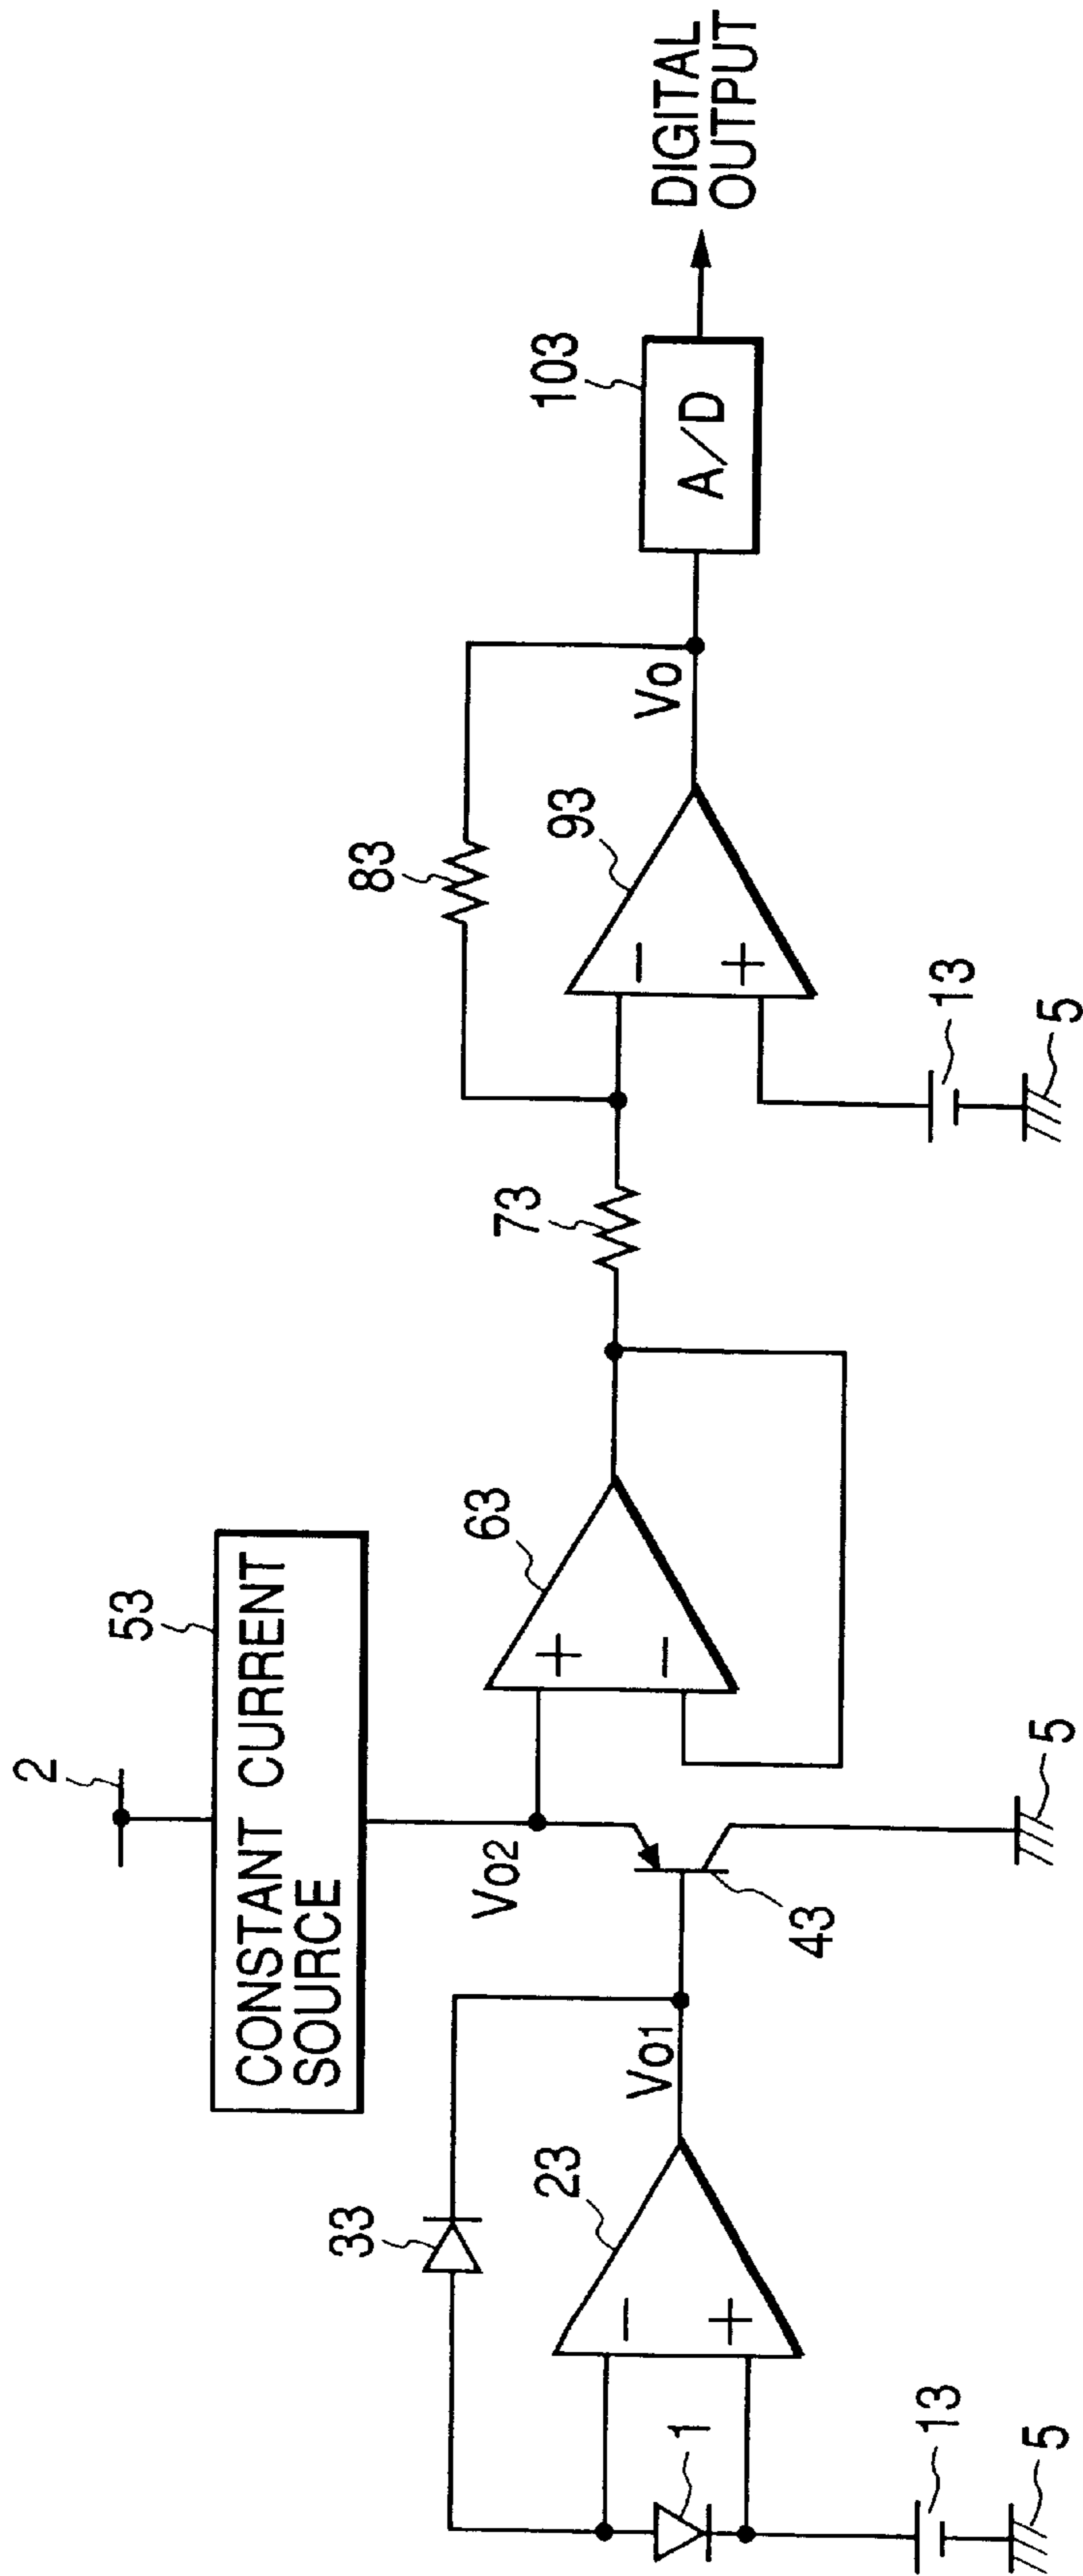 2
53
CONSTANT CURRENT
SOURCE
33
23
−
+
VO1
1
13
5
VO2
43
5
63
+
−
73
83
93
−
+
VO
13
5
103
A/D
DIGITAL
OUTPUT